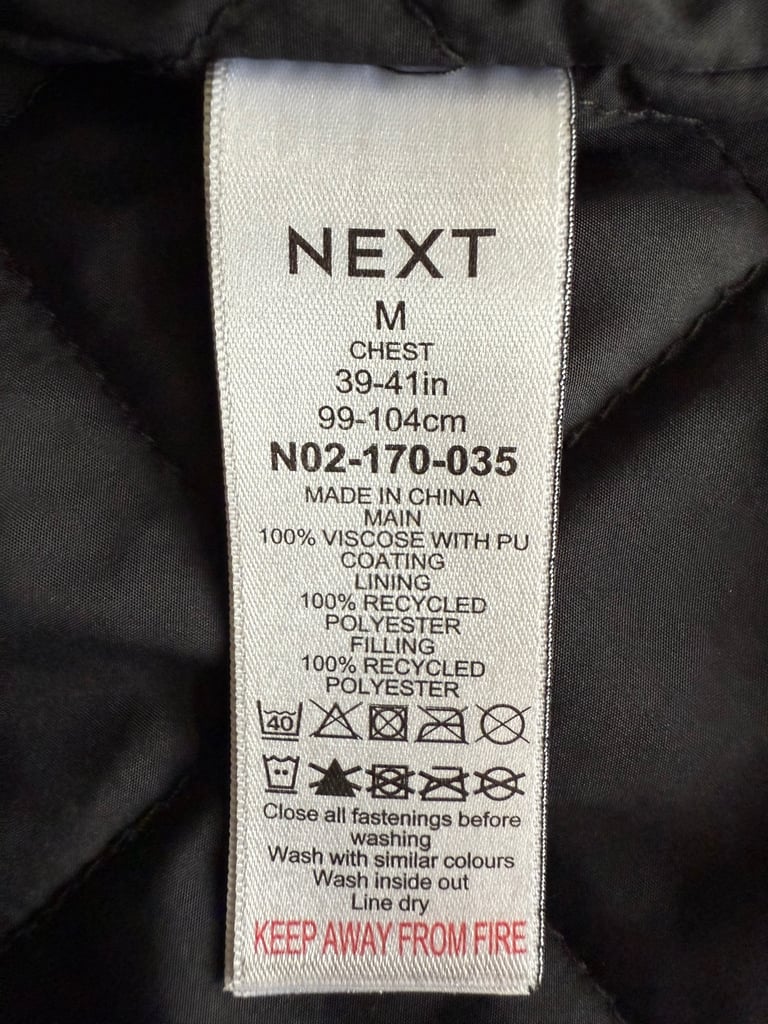 NEXT
M
CHEST
39-41in
99-104cm
N02-170-035
MADE IN CHINA
MAIN
100% VISCOSE WITH PU
COATING
LINING
100% RECYCLED
POLYESTER
FILLING
100% RECYCLED
POLYESTER
40
Close all fastenings before
washing
Wash with similar colours
Wash inside out
Line dry
KEEP AWAY FROM FIRE